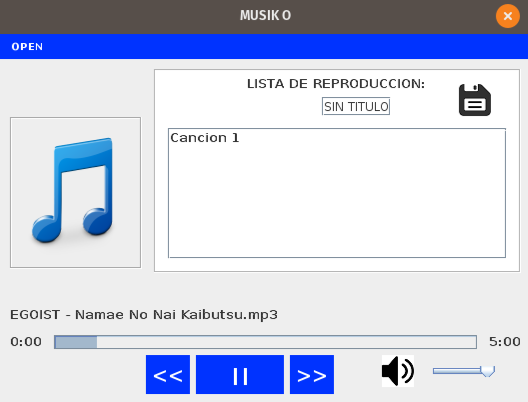 MUSIK O
OPEN
LISTA DE REPRODUCCION:
SIN TITULO
Cancion 1
EGOIST - Namae No Nai Kaibutsu.mp3
0:00 5:00
<< || >>